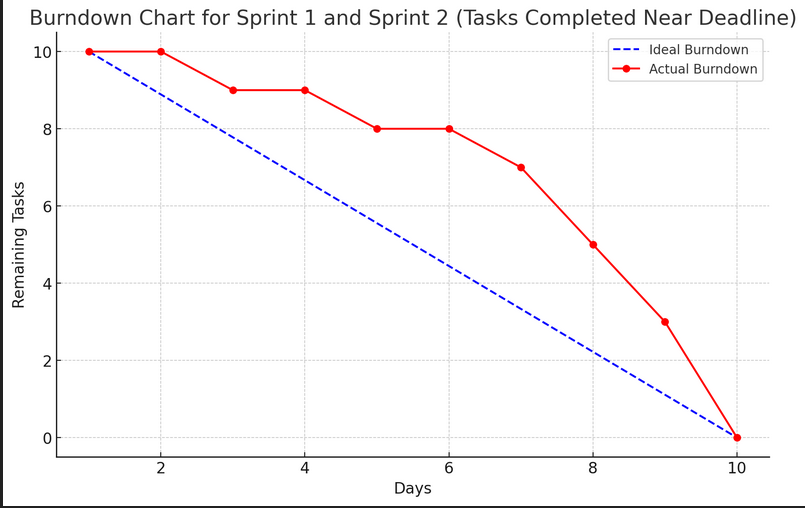 Burndown Chart for Sprint 1 and Sprint 2 (Tasks Completed Near Deadline)
Ideal Burndown
Actual Burndown
Remaining Tasks
10
8
6
4
2
0
2 4 6 8 10
Days